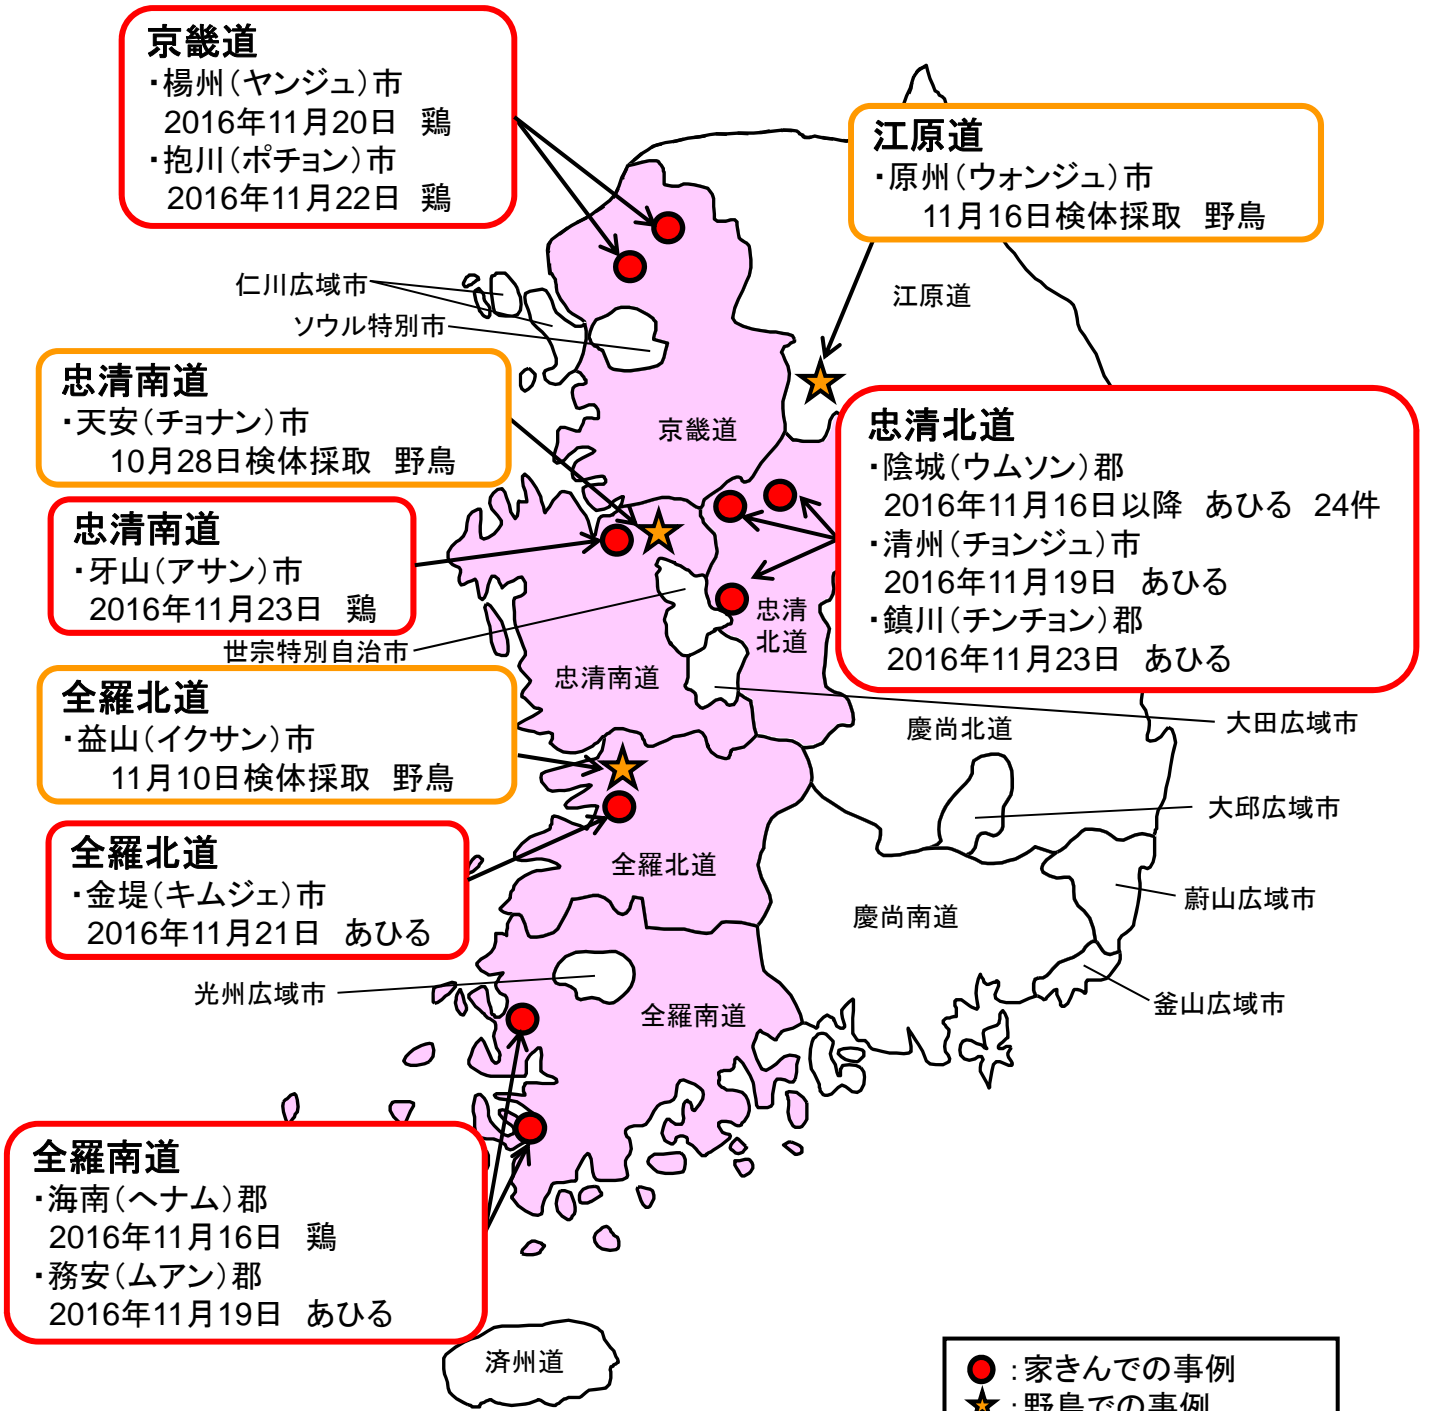 京畿道
・楊州（ヤンジュ）市
2016年11月20日　鶏
・抱川（ポチョン）市
2016年11月22日　鶏
江原道
・原州（ウォンジュ）市
11月16日検体採取　野鳥
仁川広域市
ソウル特別市
江原道
忠清南道
・天安（チョナン）市
10月28日検体採取　野鳥
京畿道
忠清北道
・陰城（ウムソン）郡
2016年11月16日以降　あひる　24件
・清州（チョンジュ）市
2016年11月19日　あひる
・鎮川（チンチョン）郡
2016年11月23日　あひる
忠清南道
・牙山（アサン）市
2016年11月23日　鶏
忠清
北道
世宗特別自治市
忠清南道
全羅北道
・益山（イクサン）市
11月10日検体採取　野鳥
慶尚北道
大田広域市
大邱広域市
全羅北道
・金堤（キムジェ）市
2016年11月21日　あひる
全羅北道
慶尚南道
蔚山広域市
光州広域市
全羅南道
釜山広域市
全羅南道
・海南（ヘナム）郡
2016年11月16日　鶏
・務安（ムアン）郡
2016年11月19日　あひる
済州道
：家きんでの事例
：野鳥での事例